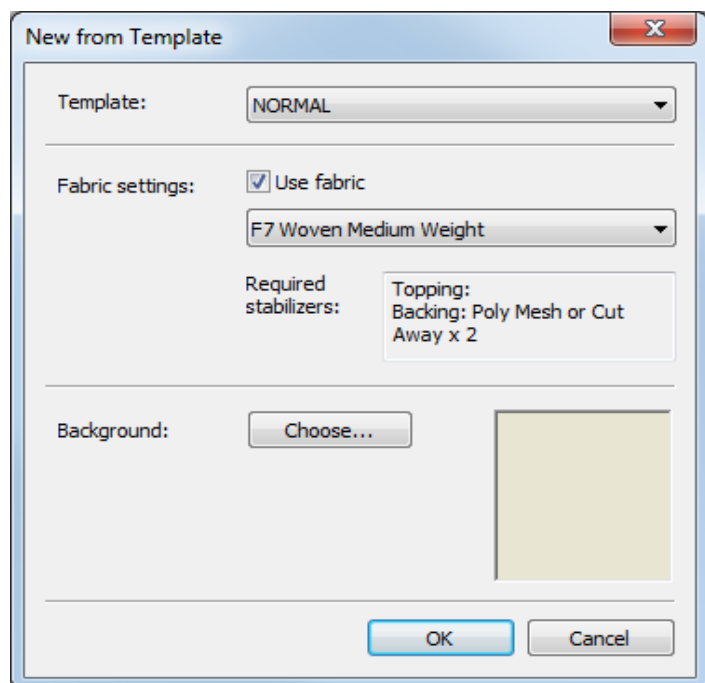 New from Template
Template:
NORMAL
Fabric settings:
Use fabric
F7 Woven Medium Weight
Required
stabilizers:
Topping:
Backing: Poly Mesh or Cut
Away x 2
Background:
Choose...
OK
Cancel